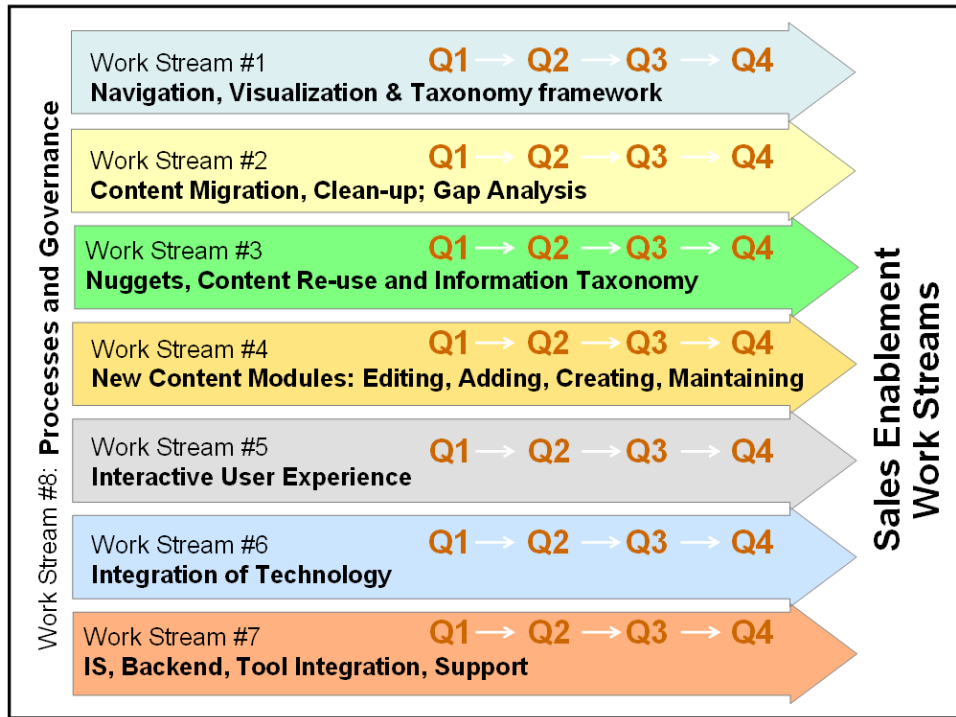 Work Stream #8: Processes and Governance
Work Stream #1
Q1 Q2 Q3 Q4
Navigation, Visualization & Taxonomy framework
Work Stream #2
Q1 Q2 Q3 Q4
Content Migration, Clean-up; Gap Analysis
Work Stream #3
Q1 Q2 Q3 Q4
Nuggets, Content Re-use and Information Taxonomy
Work Stream #4
Q1 Q2 Q3 Q4
New Content Modules: Editing, Adding, Creating, Maintaining
Work Stream #5
Q1 Q2 Q3 Q4
Interactive User Experience
Work Stream #6
Q1 Q2 Q3 Q4
Integration of Technology
Work Stream #7
Q1 Q2 Q3 Q4
IS, Backend, Tool Integration, Support
Sales Enablement
Work Streams